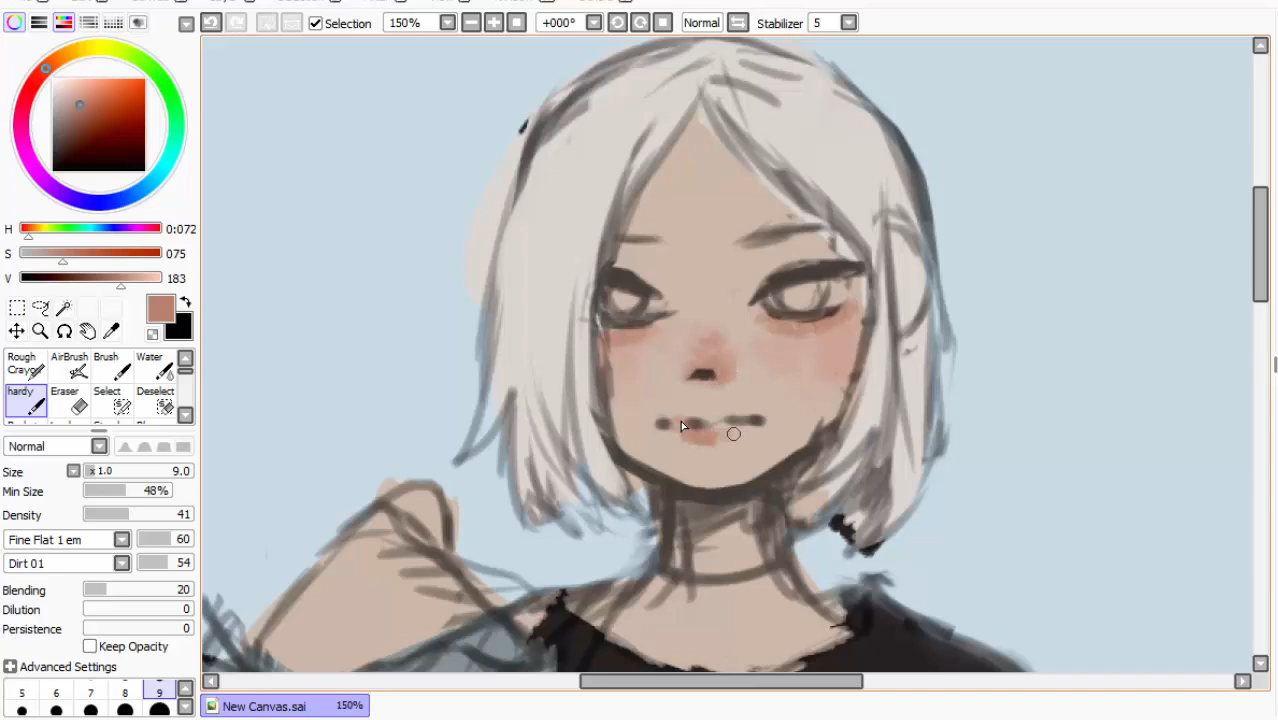 Selection 150% +000° Normal Stabilizer 5
H 0:072
S 075
V 183
Rough Crayo AirBrush Brush Water
hardy Eraser Select Deselect
Normal
Size x 1.0 9.0
Min Size 48%
Density 41
Fine Flat 1 em 60
Dirt 01 54
Blending 20
Dilution 0
Persistence 0
Keep Opacity
Advanced Settings
5 6 7 8 9
New Canvas.sai 150%